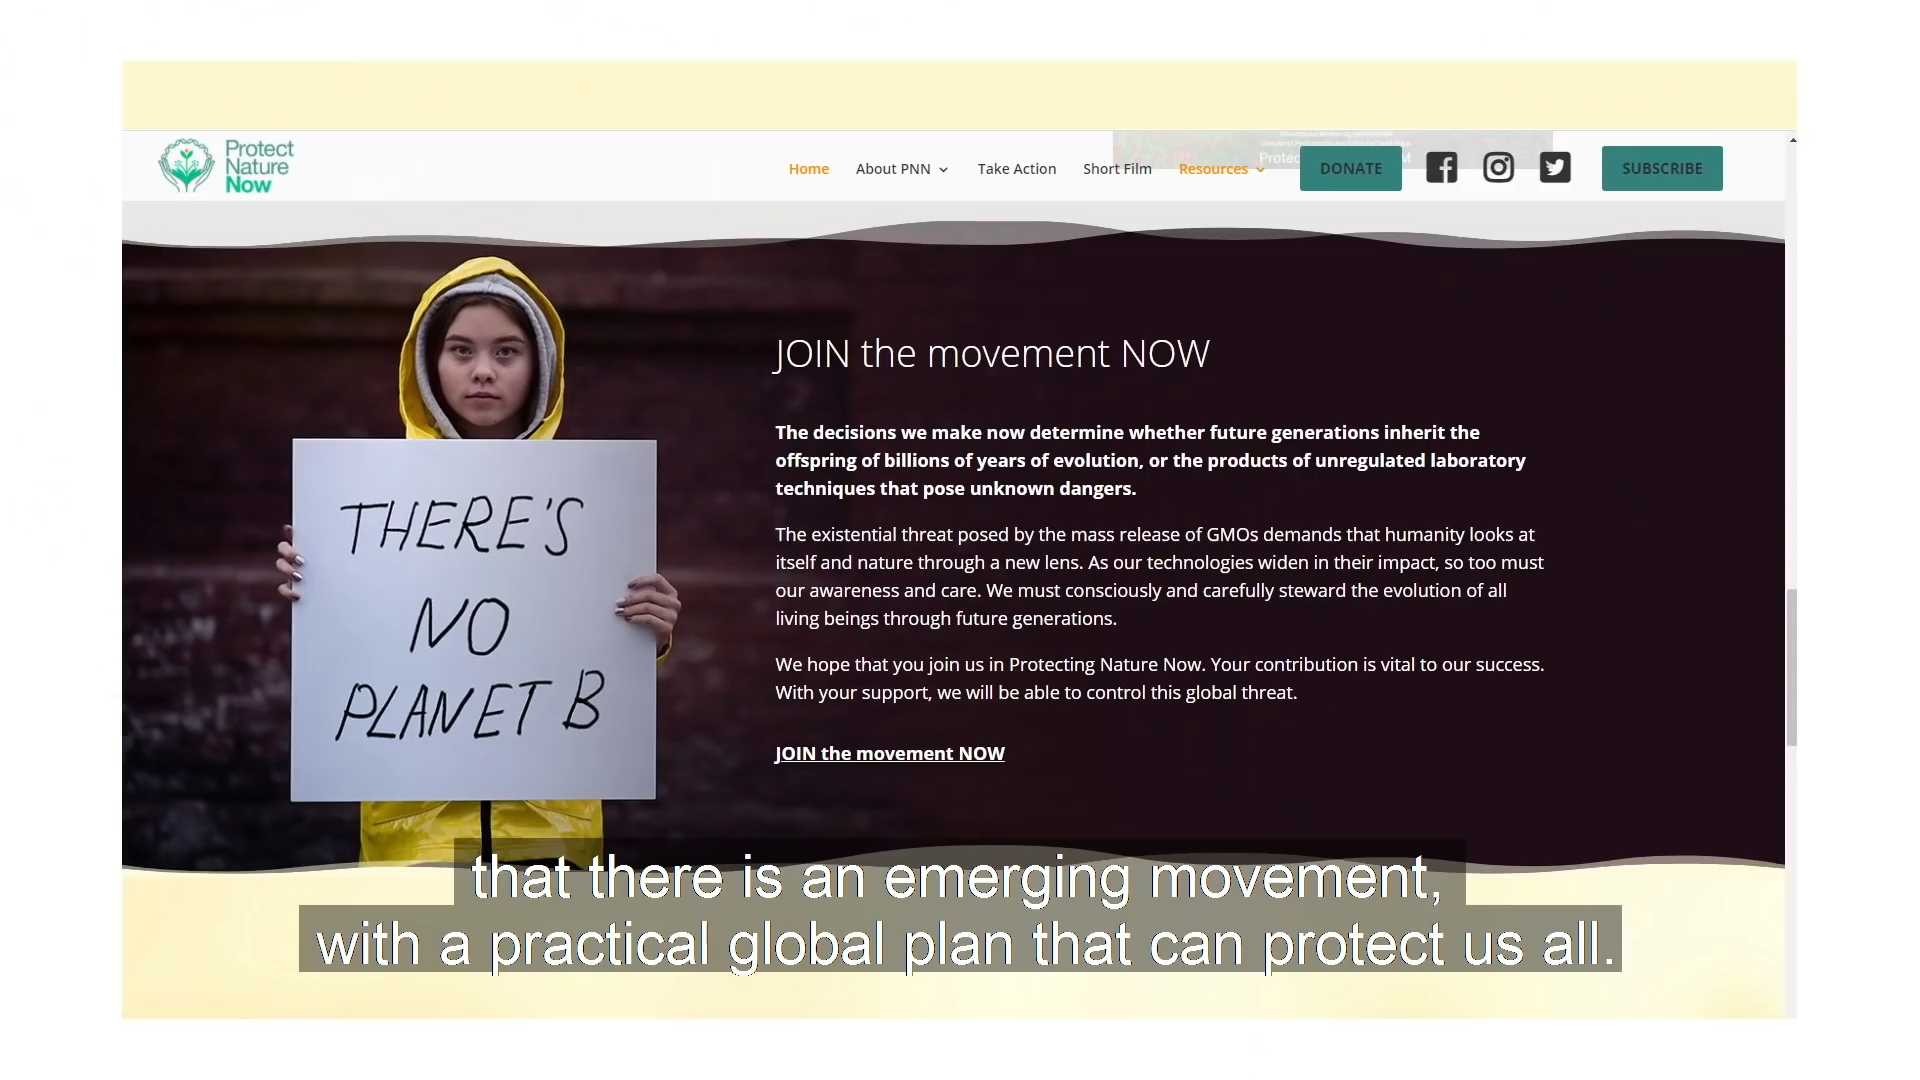 Protect
Nature
Now
Home
About PNN
Take Action
Short Film
Resources
DONATE
SUBSCRIBE
THERE'S
NO
PLANET B
JOIN the movement NOW
The decisions we make now determine whether future generations inherit the
offspring of billions of years of evolution, or the products of unregulated laboratory
techniques that pose unknown dangers.
The existential threat posed by the mass release of GMOs demands that humanity looks at
itself and nature through a new lens. As our technologies widen in their impact, so too must
our awareness and care. We must consciously and carefully steward the evolution of all
living beings through future generations.
We hope that you join us in Protecting Nature Now. Your contribution is vital to our success.
With your support, we will be able to control this global threat.
JOIN the movement NOW
that there is an emerging movement,
with a practical global plan that can protect us all.